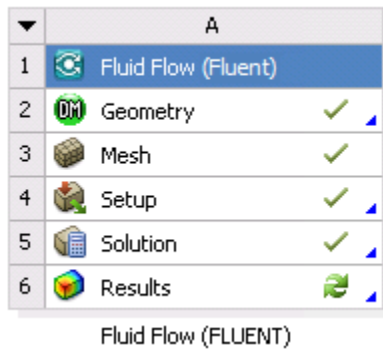 A
1 Fluid Flow (Fluent)
2 DM Geometry
3 Mesh
4 Setup
5 Solution
6 Results
Fluid Flow (FLUENT)